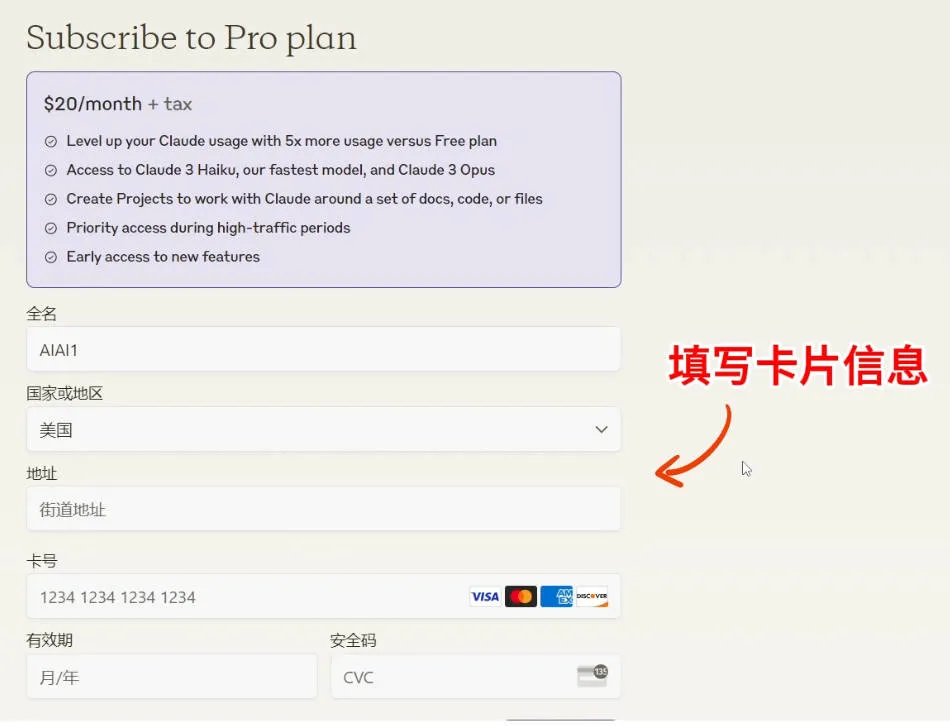 Subscribe to Pro plan
$20/month + tax
Level up your Claude usage with 5x more usage versus Free plan
Access to Claude 3 Haiku, our fastest model, and Claude 3 Opus
Create Projects to work with Claude around a set of docs, code, or files
Priority access during high-traffic periods
Early access to new features
全名
AIAI1
填写卡片信息
国家或地区
美国
地址
街道地址
卡号
1234 1234 1234 1234 VISA AMEX DISCOVER
有效期 安全码
月/年 CVC 135